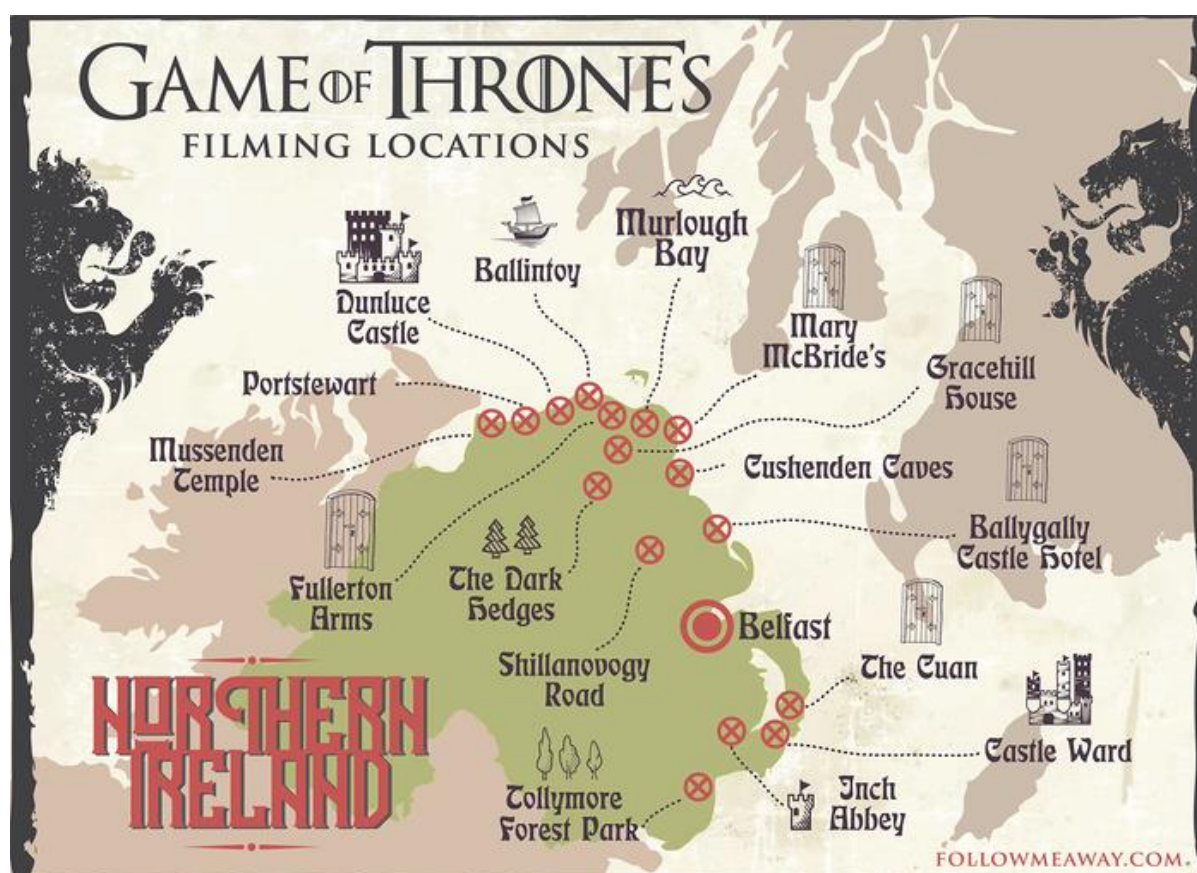 GAME OF THRONES
FILMING LOCATIONS
Murlough
Bay
Ballintoy
Dunluce
Castle
Mary
McBride's
Gracehill
House
Portstewart
Mussenden
Temple
Cushenden Caves
Ballygally
Castle Hotel
Fullerton
Arms
The Dark
Hedges
Belfast
Shillanovogy
Road
The Cuan
NORTHERN
IRELAND
Castle Ward
Tollymore
Forest Park
Inch
Abbey
FOLLOWMEAWAY.COM